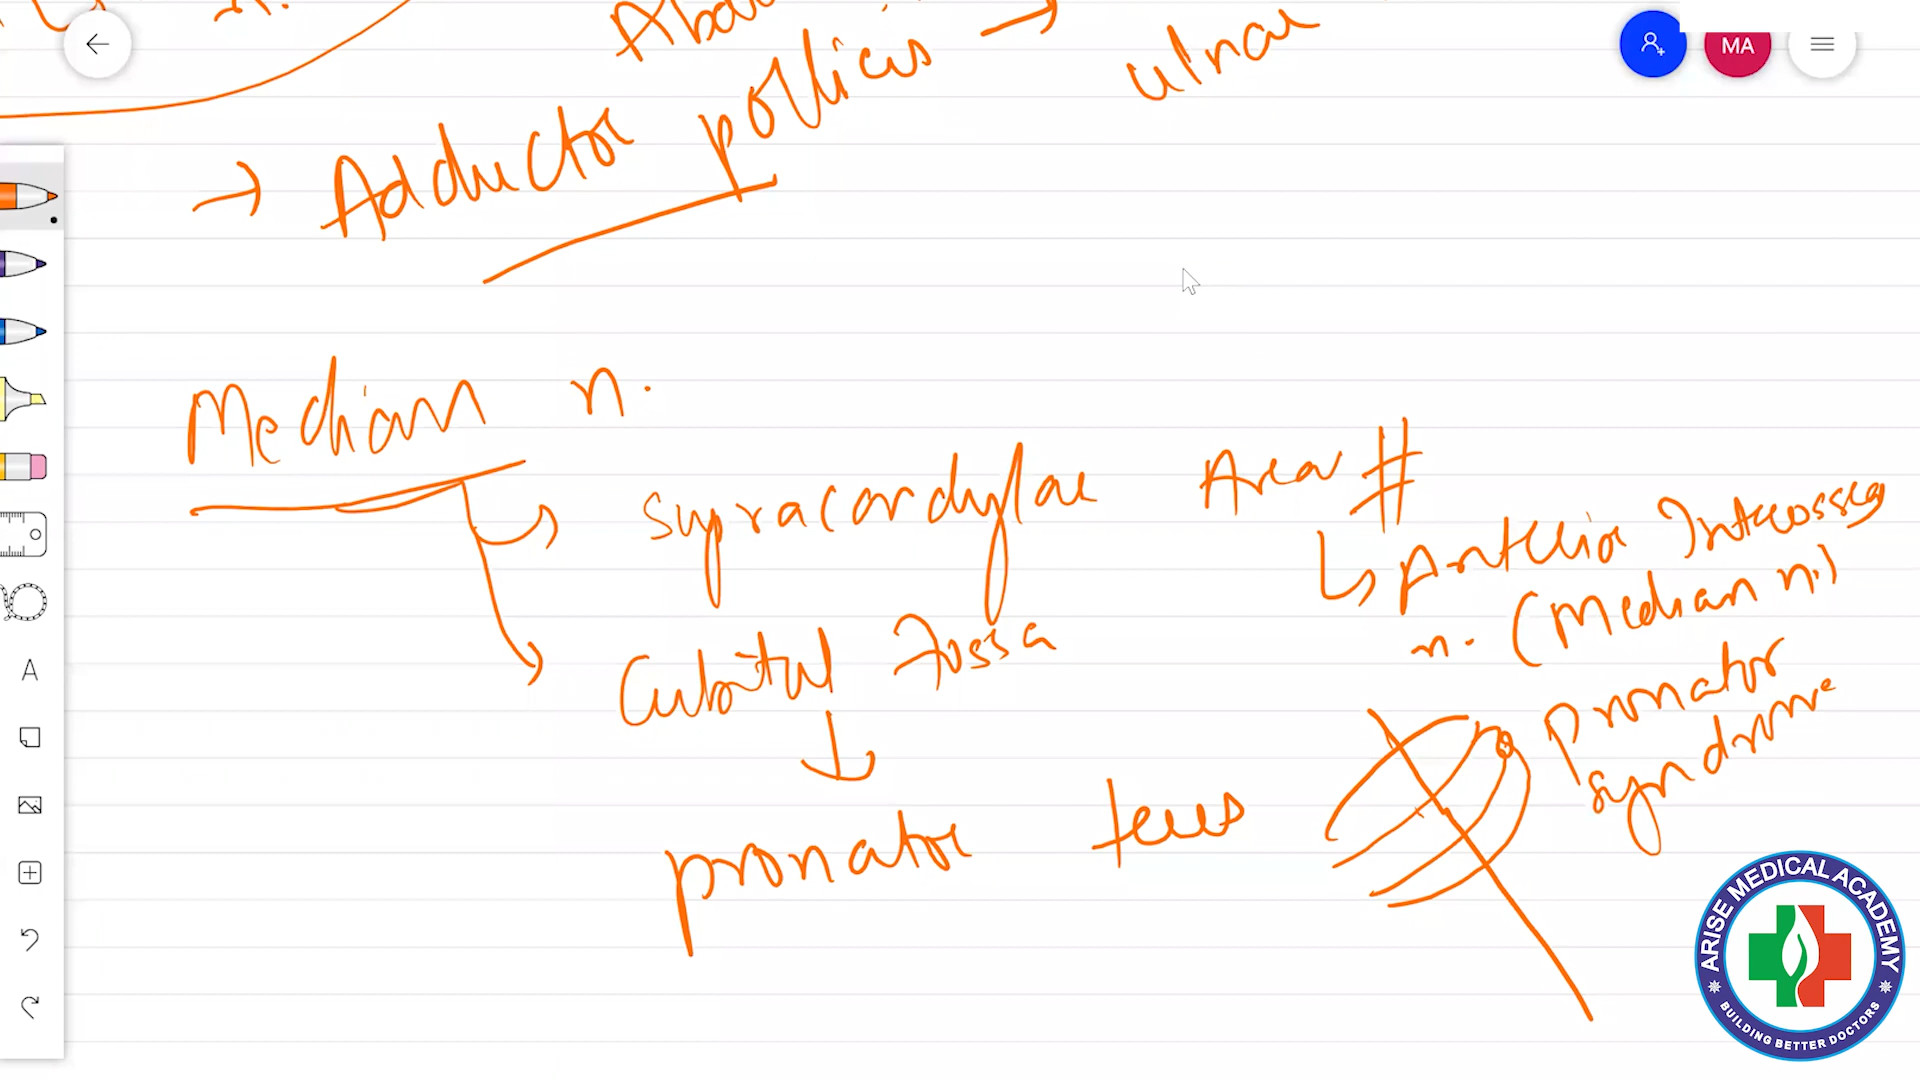 n.
→ Adductor pollicis → ulnar
MA
Median n.
→ Supracondylar Area #
↳ Anterior Interossey
n. (Median n.)
→ Cubital Fossa
↓
pronator teres
pronator
syndrome
A
ARISE MEDICAL ACADEMY
BUILDING BETTER DOCTORS